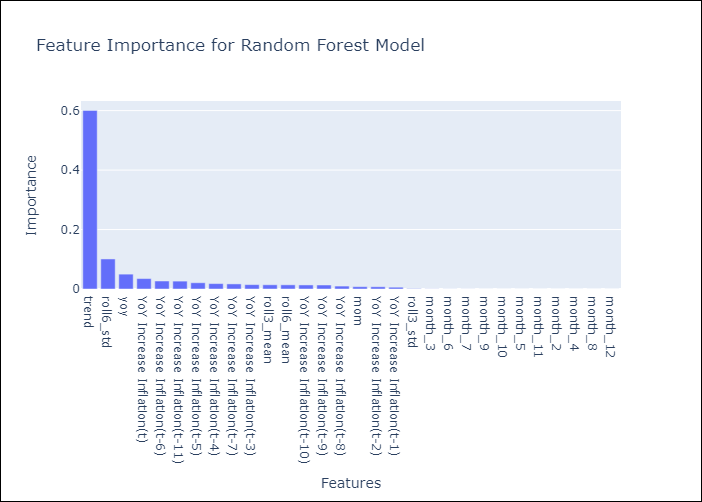 Feature Importance for Random Forest Model
Importance
0.6
0.4
0.2
0
trend
roll6_std
yoy
YoY Increase Inflation(t)
YoY Increase Inflation(t-6)
YoY Increase Inflation(t-11)
YoY Increase Inflation(t-5)
YoY Increase Inflation(t-4)
YoY Increase Inflation(t-7)
YoY Increase Inflation(t-3)
roll3_mean
roll6_mean
YoY Increase Inflation(t-10)
YoY Increase Inflation(t-9)
YoY Increase Inflation(t-8)
mom
YoY Increase Inflation(t-2)
YoY Increase Inflation(t-1)
roll3_std
month_3
month_6
month_7
month_9
month_10
month_5
month_11
month_2
month_4
month_8
month_12
Features